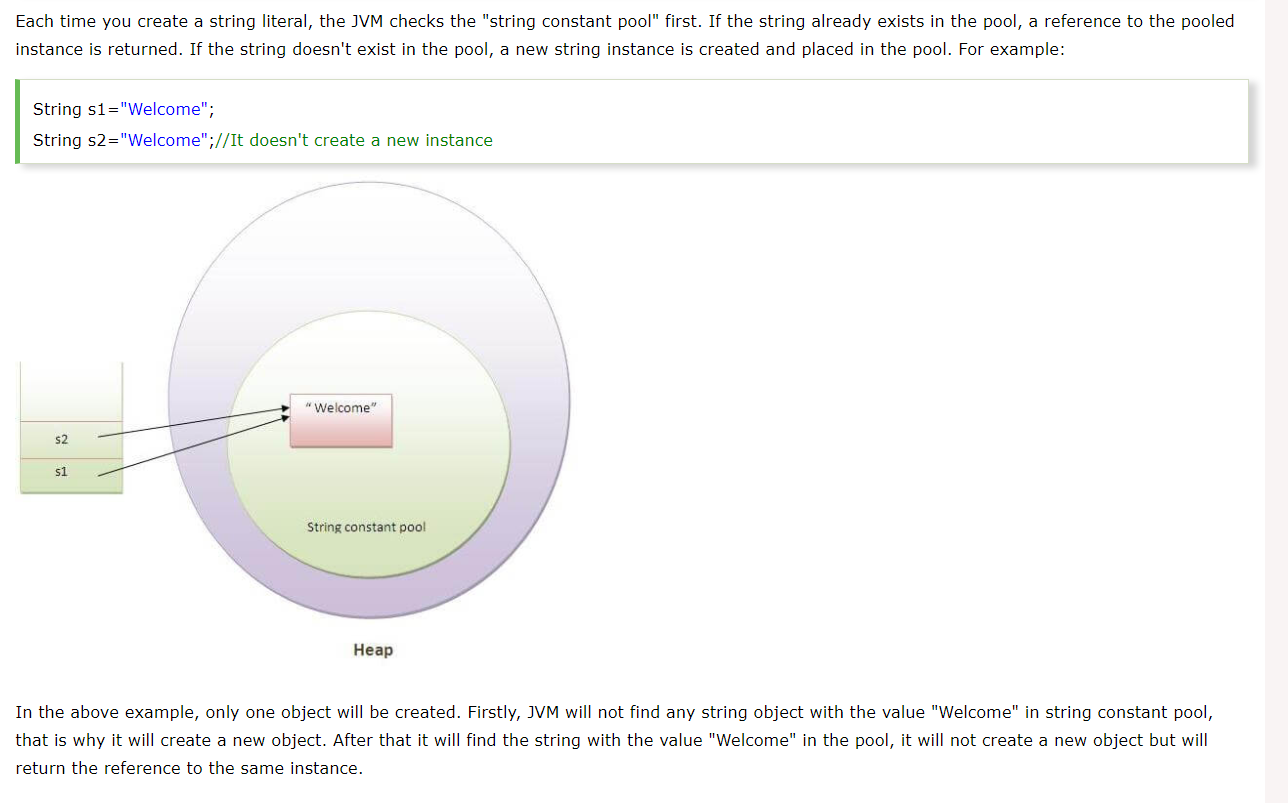 Each time you create a string literal, the JVM checks the "string constant pool" first. If the string already exists in the pool, a reference to the pooled
instance is returned. If the string doesn't exist in the pool, a new string instance is created and placed in the pool. For example:
String s1="Welcome";
String s2="Welcome";//It doesn't create a new instance
“Welcome”
s2
s1
String constant pool
Heap
In the above example, only one object will be created. Firstly, JVM will not find any string object with the value "Welcome" in string constant pool,
that is why it will create a new object. After that it will find the string with the value "Welcome" in the pool, it will not create a new object but will
return the reference to the same instance.